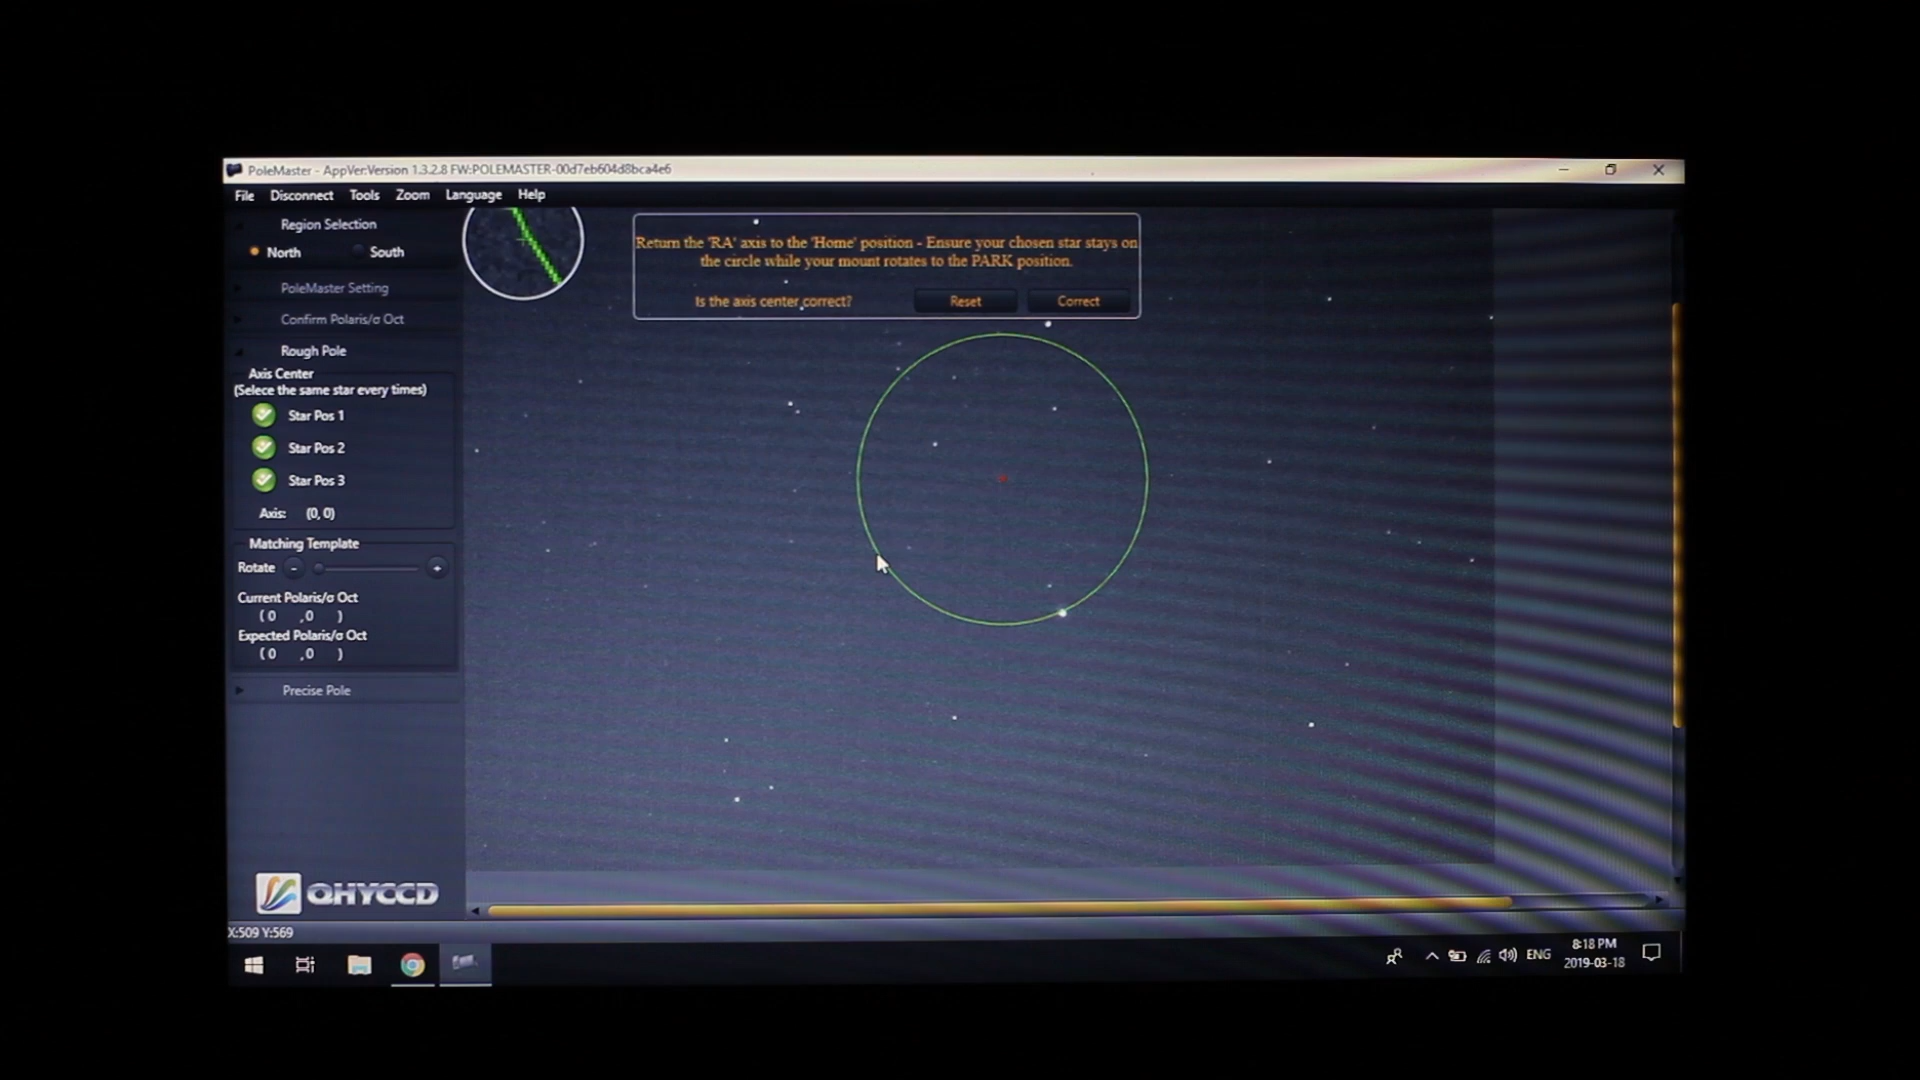 PoleMaster - AppVer:Version 1.3.2.8 FW:POLEMASTER-00d7eb604d8bca4e6
File Disconnect Tools Zoom Language Help
Region Selection
North South
PoleMaster Setting
Confirm Polaris/σ Oct
Rough Pole
Axis Center
(Selece the same star every times)
Star Pos 1
Star Pos 2
Star Pos 3
Axis: (0, 0)
Matching Template
Rotate - +
Current Polaris/σ Oct
( 0 ,0 )
Expected Polaris/σ Oct
( 0 ,0 )
Precise Pole
Return the 'RA' axis to the 'Home' position - Ensure your chosen star stays on
the circle while your mount rotates to the PARK position.
Is the axis center correct? Reset Correct
QHYCCD
X:509 Y:569
ENG
8:18 PM
2019-03-18